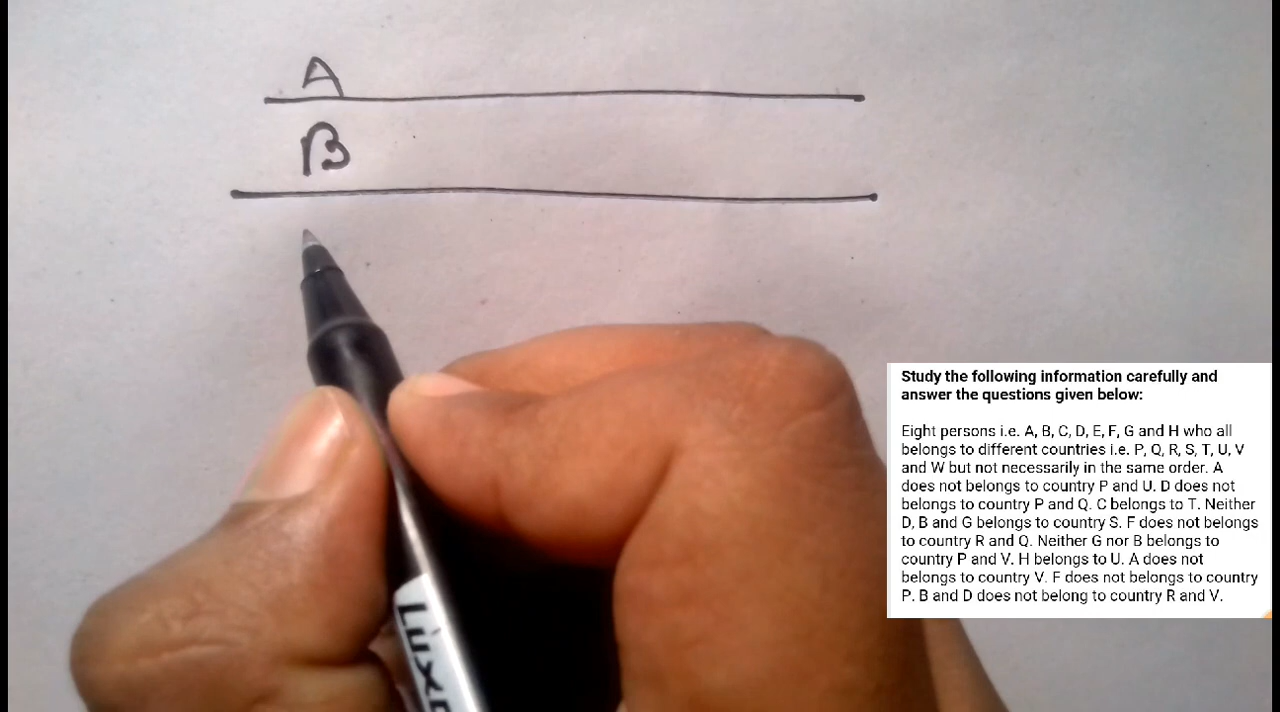 A
B
Study the following information carefully and
answer the questions given below:
Eight persons i.e. A, B, C, D, E, F, G and H who all
belongs to different countries i.e. P, Q, R, S, T, U, V
and W but not necessarily in the same order. A
does not belongs to country P and U. D does not
belongs to country P and Q. C belongs to T. Neither
D, B and G belongs to country S. F does not belongs
to country R and Q. Neither G nor B belongs to
country P and V. H belongs to U. A does not
belongs to country V. F does not belongs to country
P. B and D does not belong to country R and V.